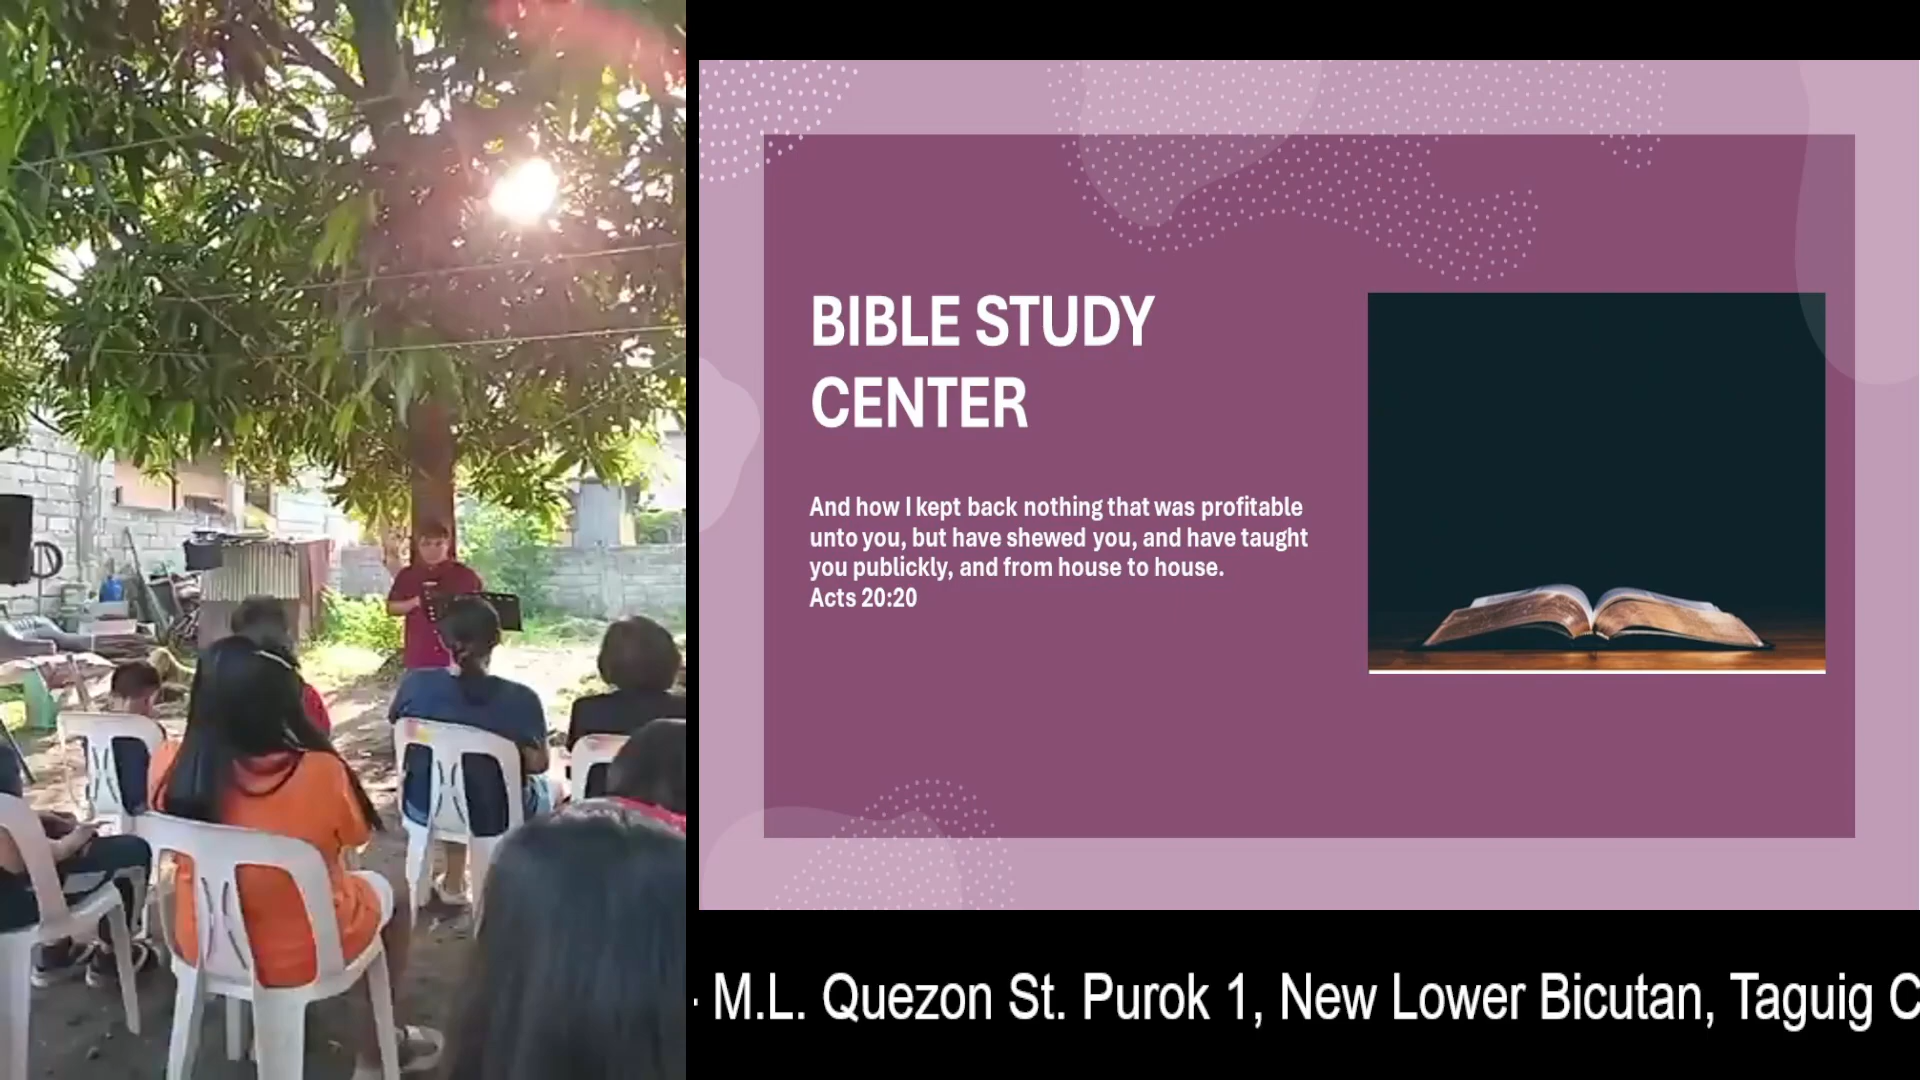 BIBLE STUDY
CENTER
And how I kept back nothing that was profitable
unto you, but have shewed you, and have taught
you publickly, and from house to house.
Acts 20:20
- M.L. Quezon St. Purok 1, New Lower Bicutan, Taguig C